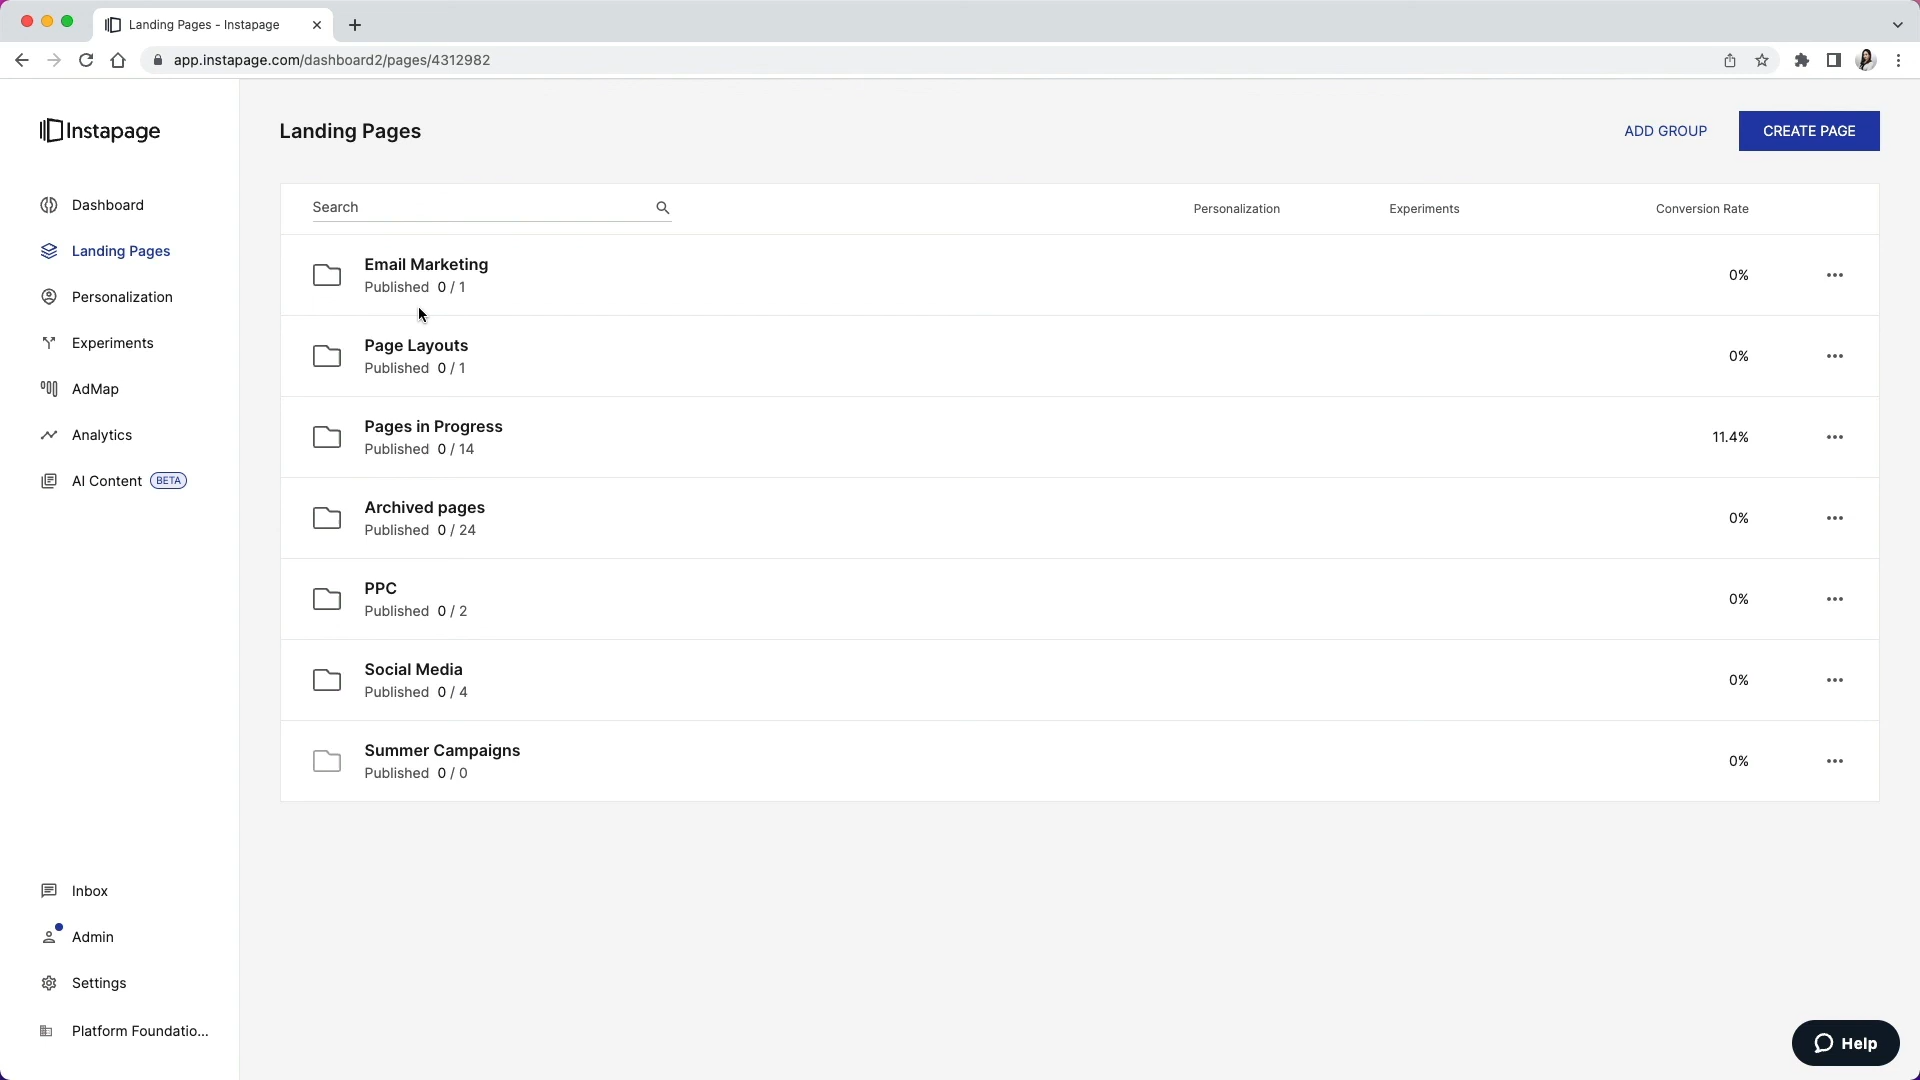 Landing Pages - Instapage
app.instapage.com/dashboard2/pages/4312982
Instapage
Dashboard
Landing Pages
Personalization
Experiments
AdMap
Analytics
AI Content BETA
Inbox
Admin
Settings
Platform Foundatio...
Landing Pages
ADD GROUP
CREATE PAGE
Search
Personalization
Experiments
Conversion Rate
Email Marketing
Published 0 / 1
0%
Page Layouts
Published 0 / 1
0%
Pages in Progress
Published 0 / 14
11.4%
Archived pages
Published 0 / 24
0%
PPC
Published 0 / 2
0%
Social Media
Published 0 / 4
0%
Summer Campaigns
Published 0 / 0
0%
Help